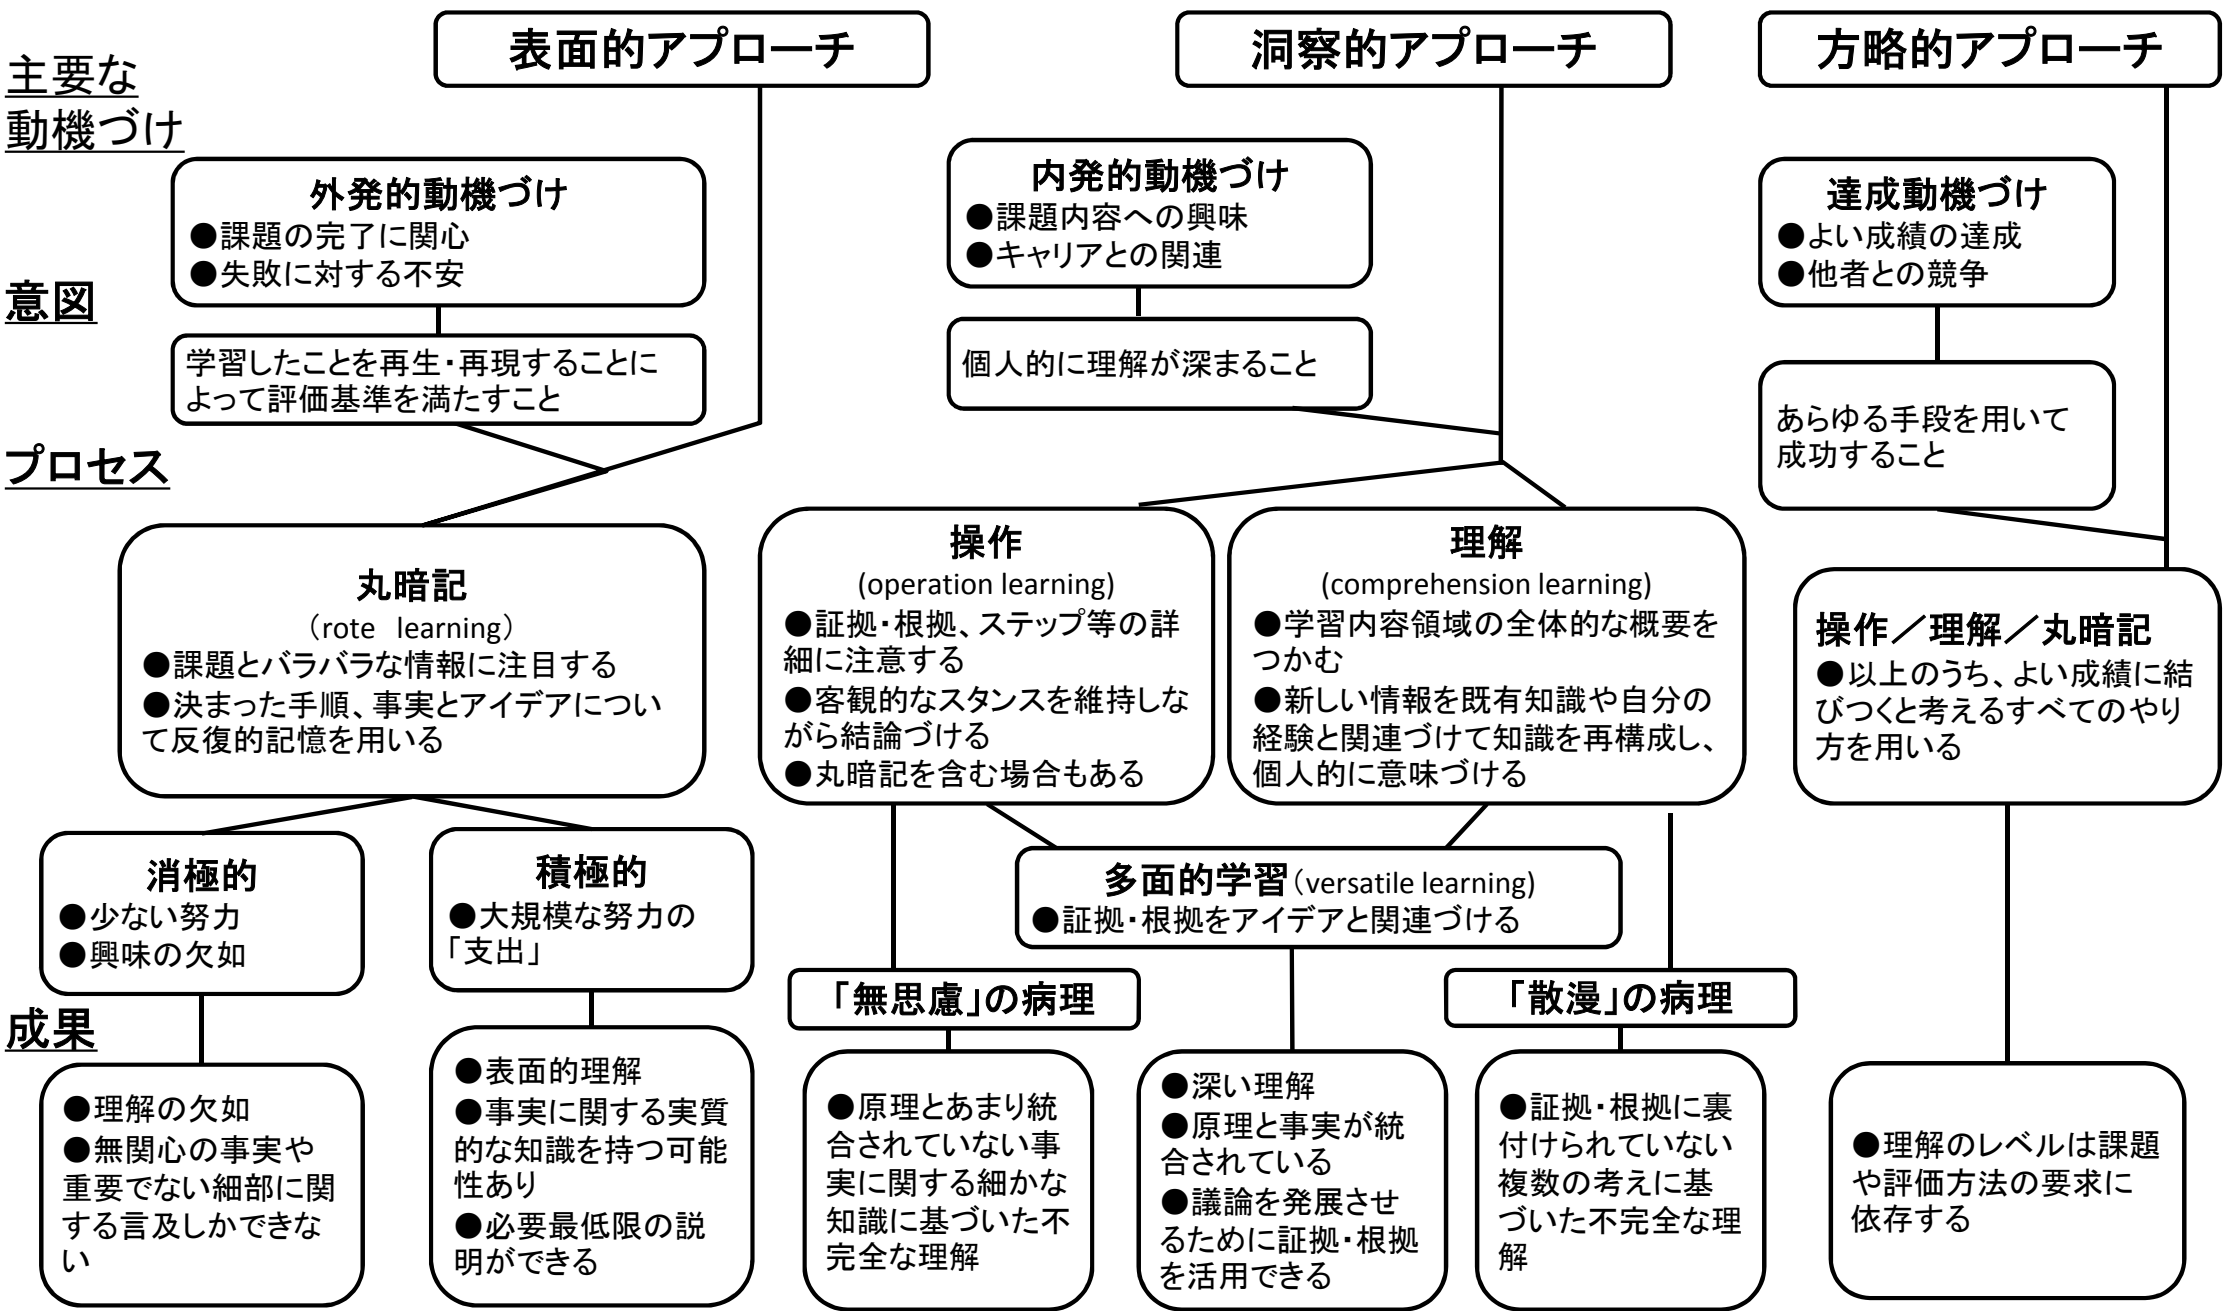 表面的アプローチ
洞察的アプローチ
方略的アプローチ
主要な
動機づけ
外発的動機づけ
●課題の完了に関心
●失敗に対する不安
内発的動機づけ
●課題内容への興味
●キャリアとの関連
達成動機づけ
●よい成績の達成
●他者との競争
意図
学習したことを再生・再現することに
よって評価基準を満たすこと
個人的に理解が深まること
あらゆる手段を用いて
成功すること
プロセス
丸暗記
（rote learning）
●課題とバラバラな情報に注目する
●決まった手順、事実とアイデアについ
て反復的記憶を用いる
操作
(operation learning)
●証拠・根拠、ステップ等の詳
細に注意する
●客観的なスタンスを維持しな
がら結論づける
●丸暗記を含む場合もある
理解
(comprehension learning)
●学習内容領域の全体的な概要を
つかむ
●新しい情報を既有知識や自分の
経験と関連づけて知識を再構成し、
個人的に意味づける
操作／理解／丸暗記
●以上のうち、よい成績に結
びつくと考えるすべてのやり
方を用いる
消極的
●少ない努力
●興味の欠如
積極的
●大規模な努力の
「支出」
多面的学習（versatile learning)
●証拠・根拠をアイデアと関連づける
「無思慮」の病理
「散漫」の病理
成果
●理解の欠如
●無関心の事実や
重要でない細部に関
する言及しかできな
い
●表面的理解
●事実に関する実質
的な知識を持つ可能
性あり
●必要最低限の説
明ができる
●原理とあまり統
合されていない事
実に関する細かな
知識に基づいた不
完全な理解
●深い理解
●原理と事実が統
合されている
●議論を発展させ
るために証拠・根拠
を活用できる
●証拠・根拠に裏
付けられていない
複数の考えに基
づいた不完全な理
解
●理解のレベルは課題
や評価方法の要求に
依存する